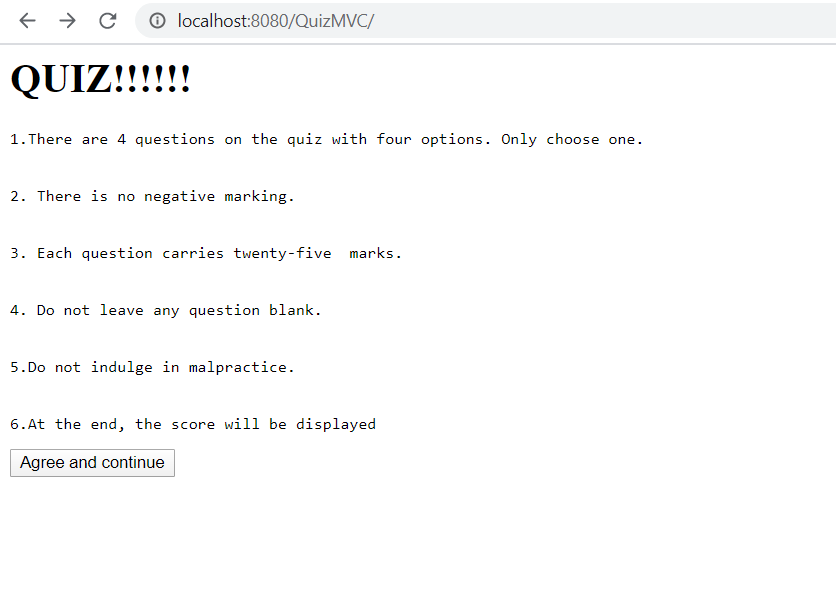 localhost:8080/QuizMVC/
QUIZ!!!!!!
1.There are 4 questions on the quiz with four options. Only choose one.
2. There is no negative marking.
3. Each question carries twenty-five  marks.
4. Do not leave any question blank.
5.Do not indulge in malpractice.
6.At the end, the score will be displayed
Agree and continue